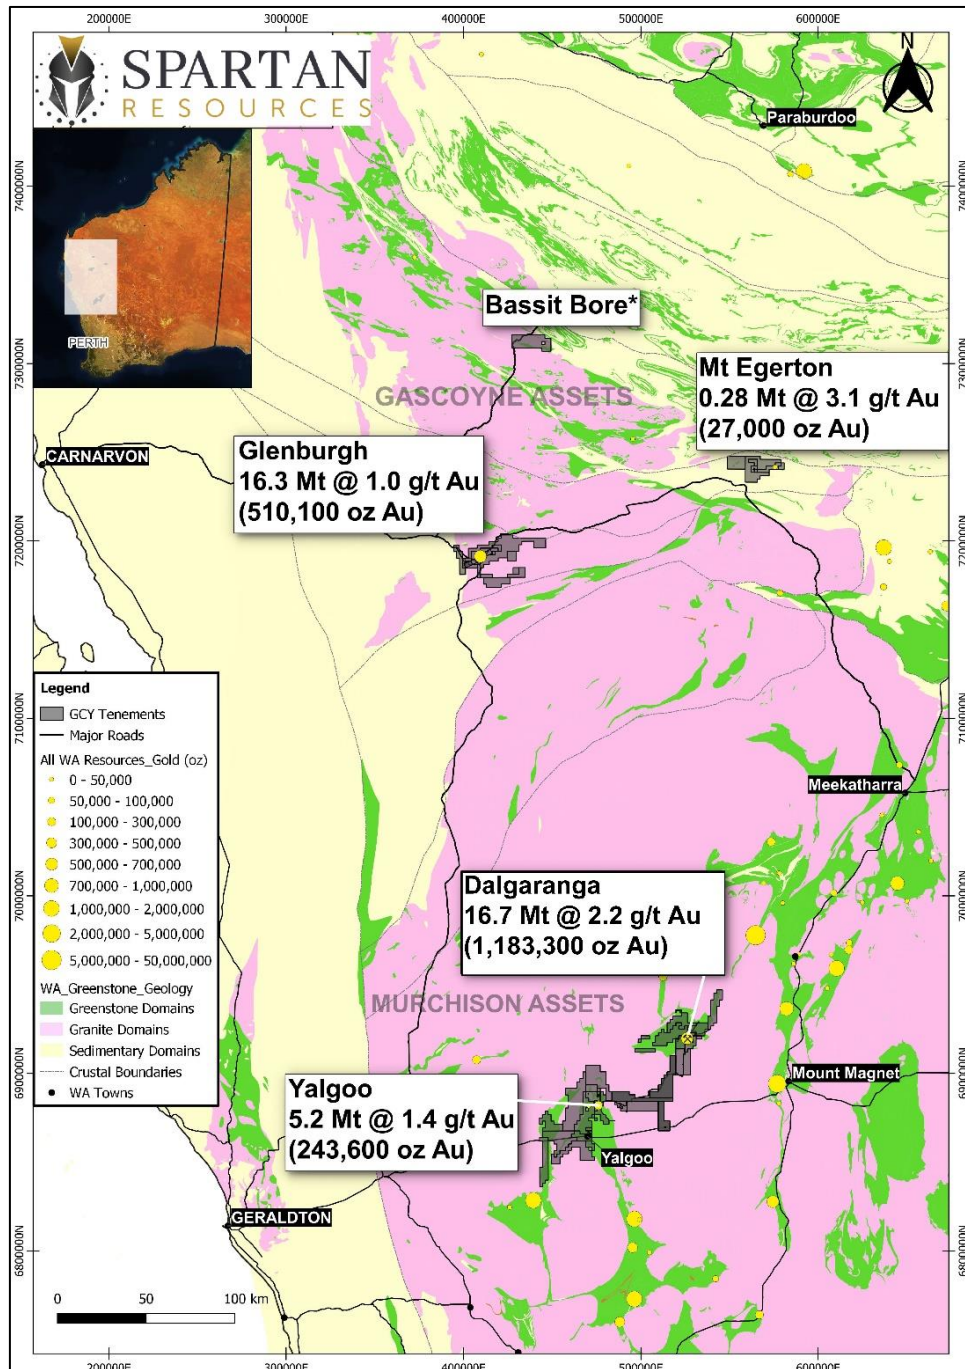 200000E 300000E 400000E 500000E 600000E
SPARTAN
RESOURCES
N
Paraburdoo
7400000N 7400000N
PERTH
Bassit Bore*
7300000N 7300000N
Mt Egerton
0.28 Mt @ 3.1 g/t Au
(27,000 oz Au)
GASCOYNE ASSETS
CARNARVON
Glenburgh
16.3 Mt @ 1.0 g/t Au
(510,100 oz Au)
7200000N 7200000N
Legend
GCY Tenements
Major Roads
All WA Resources_Gold (oz)
0 - 50,000
50,000 - 100,000
100,000 - 300,000
300,000 - 500,000
500,000 - 700,000
700,000 - 1,000,000
1,000,000 - 2,000,000
2,000,000 - 5,000,000
5,000,000 - 50,000,000
WA_Greenstone_Geology
Greenstone Domains
Granite Domains
Sedimentary Domains
Crustal Boundaries
WA Towns
7100000N 7100000N
Meekatharra
7000000N 7000000N
Dalgaranga
16.7 Mt @ 2.2 g/t Au
(1,183,300 oz Au)
MURCHISON ASSETS
6900000N 6900000N
Mount Magnet
Yalgoo
5.2 Mt @ 1.4 g/t Au
(243,600 oz Au)
Yalgoo
GERALDTON
6800000N 6800000N
0 50 100 km
200000E 300000E 400000E 500000E 600000E